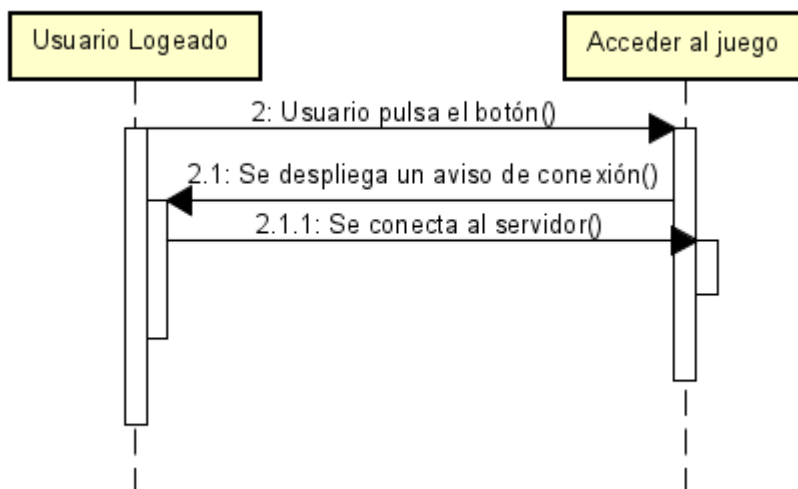 Usuario Logeado
Acceder al juego
2: Usuario pulsa el botón()
2.1: Se despliega un aviso de conexión()
2.1.1: Se conecta al servidor()